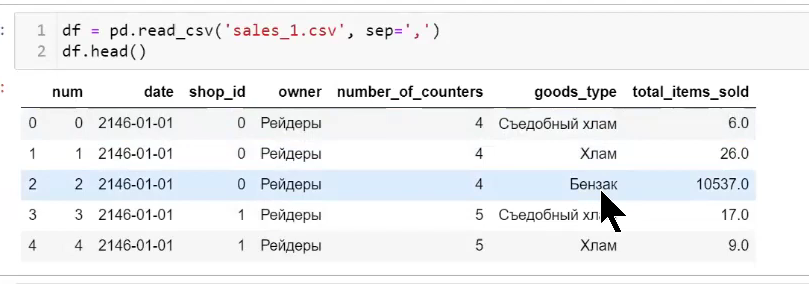 1 df = pd.read_csv('sales_1.csv', sep=',')
2 df.head()
num date shop_id owner number_of_counters goods_type total_items_sold
0 0 2146-01-01 0 Рейдеры 4 Съедобный хлам 6.0
1 1 2146-01-01 0 Рейдеры 4 Хлам 26.0
2 2 2146-01-01 0 Рейдеры 4 Бензак 10537.0
3 3 2146-01-01 1 Рейдеры 5 Съедобный хлам 17.0
4 4 2146-01-01 1 Рейдеры 5 Хлам 9.0